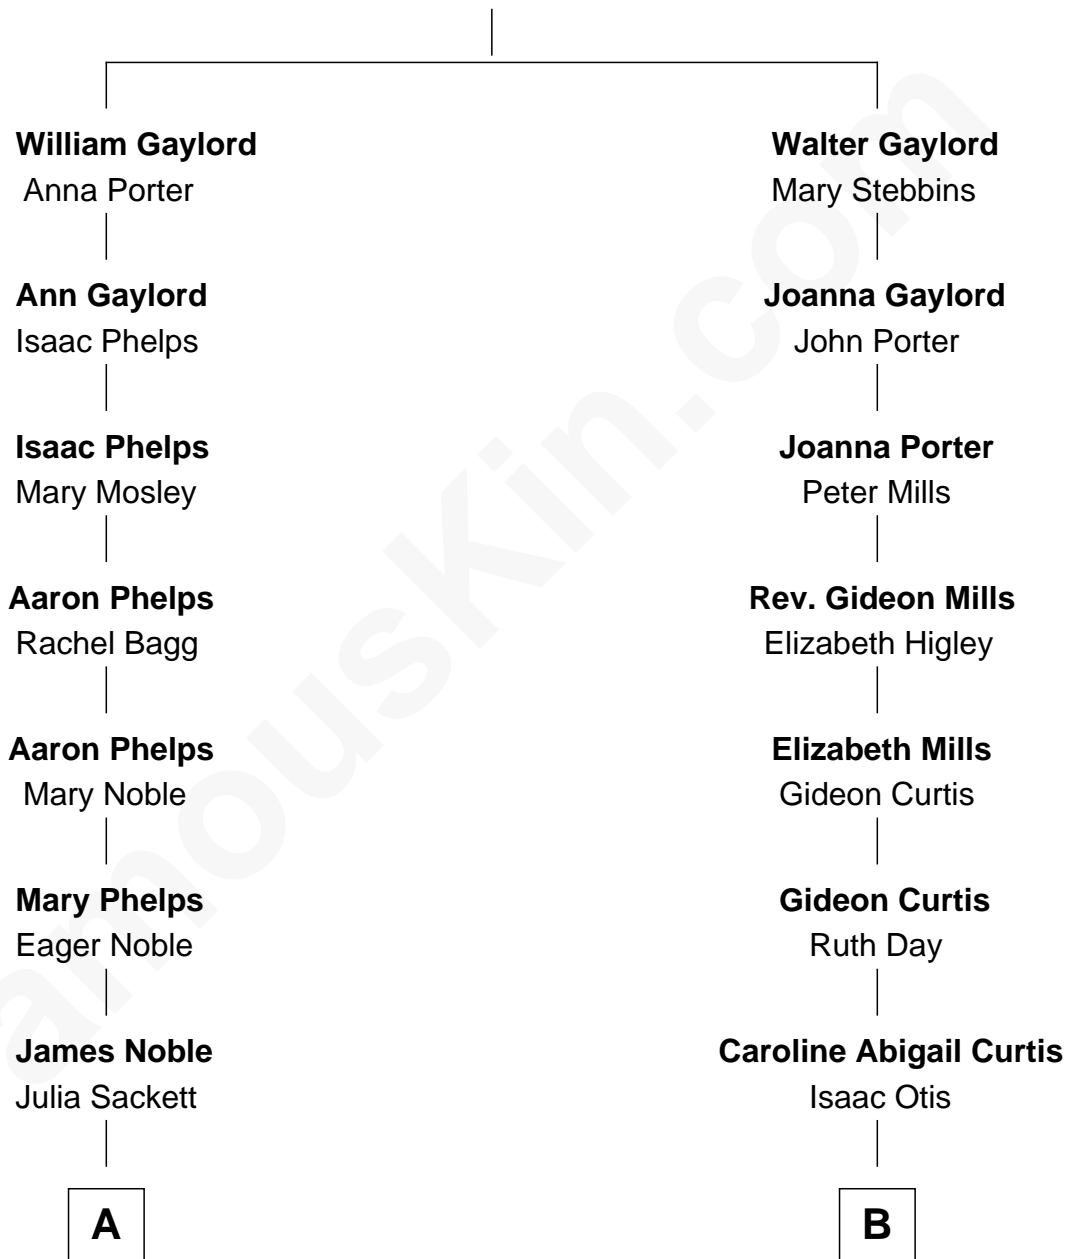 William Gaylord
Anna Porter
Walter Gaylord
Mary Stebbins
Ann Gaylord
Isaac Phelps
Joanna Gaylord
John Porter
Isaac Phelps
Mary Mosley
Joanna Porter
Peter Mills
Aaron Phelps
Rachel Bagg
Rev. Gideon Mills
Elizabeth Higley
Aaron Phelps
Mary Noble
Elizabeth Mills
Gideon Curtis
Mary Phelps
Eager Noble
Gideon Curtis
Ruth Day
James Noble
Julia Sackett
Caroline Abigail Curtis
Isaac Otis
A
B
amousKin.com